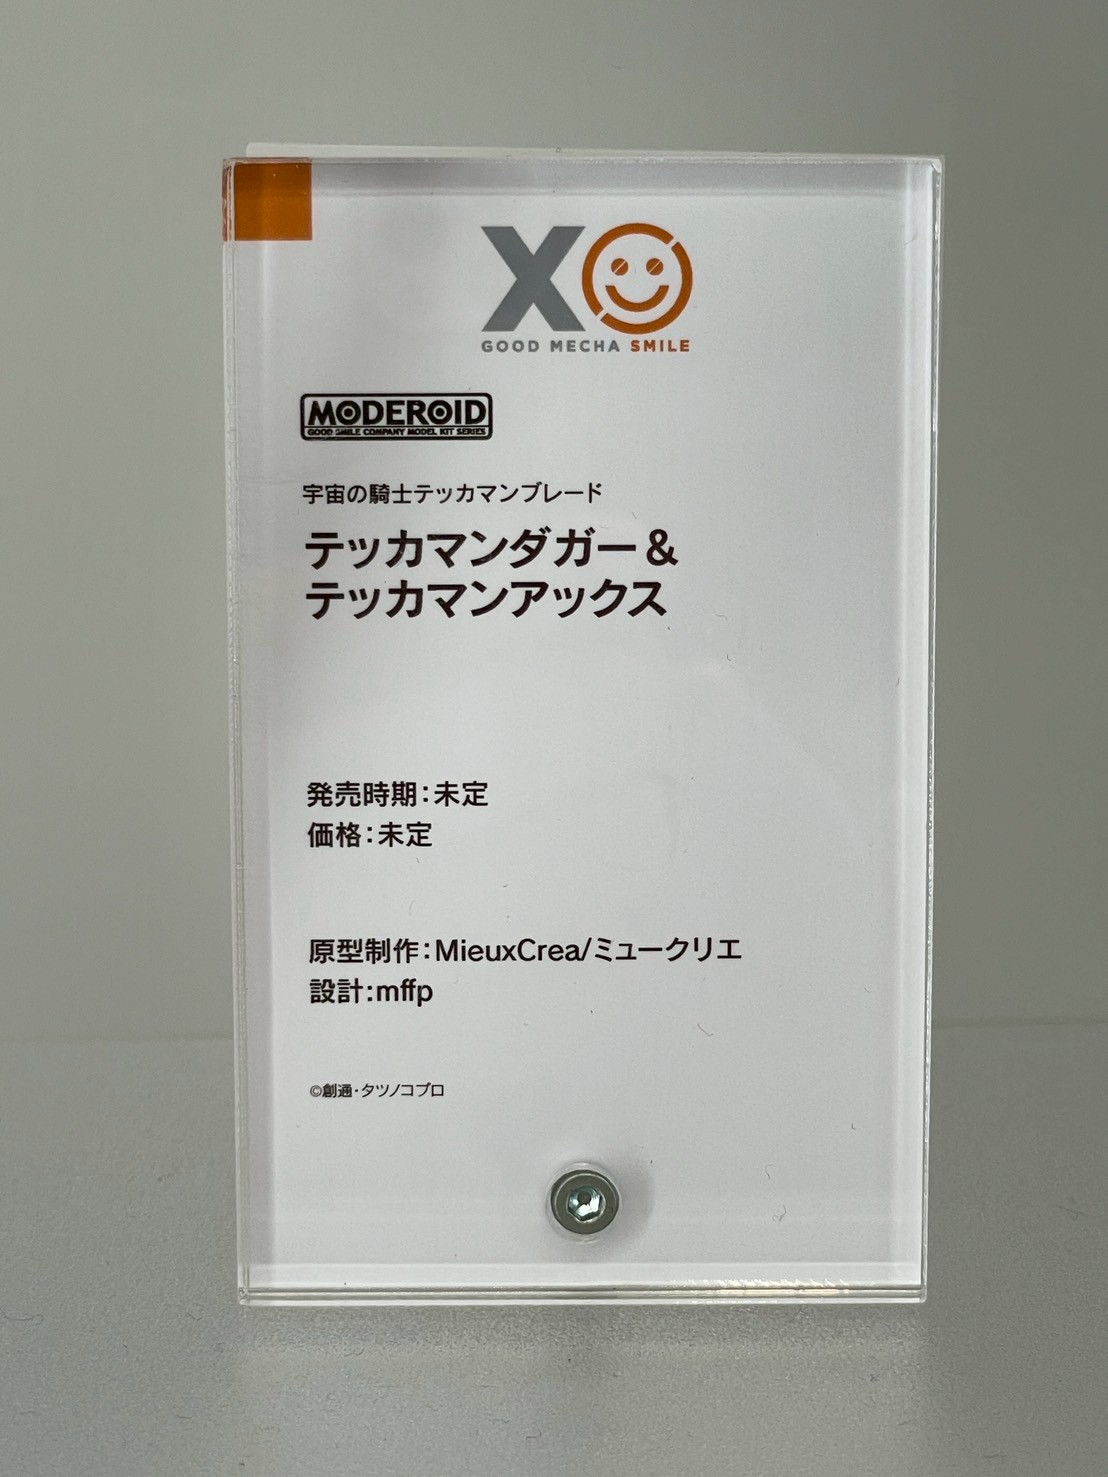 X
GOOD MECHA SMILE
MODEROID
GOOD SMILE COMPANY MODEL KIT SERIES
宇宙の騎士テッカマンブレード
テッカマンダガー&
テッカマンアックス
発売時期:未定
価格:未定
原型制作:MieuxCrea/ミュークリエ
設計:mffp
©創通・タツノコプロ